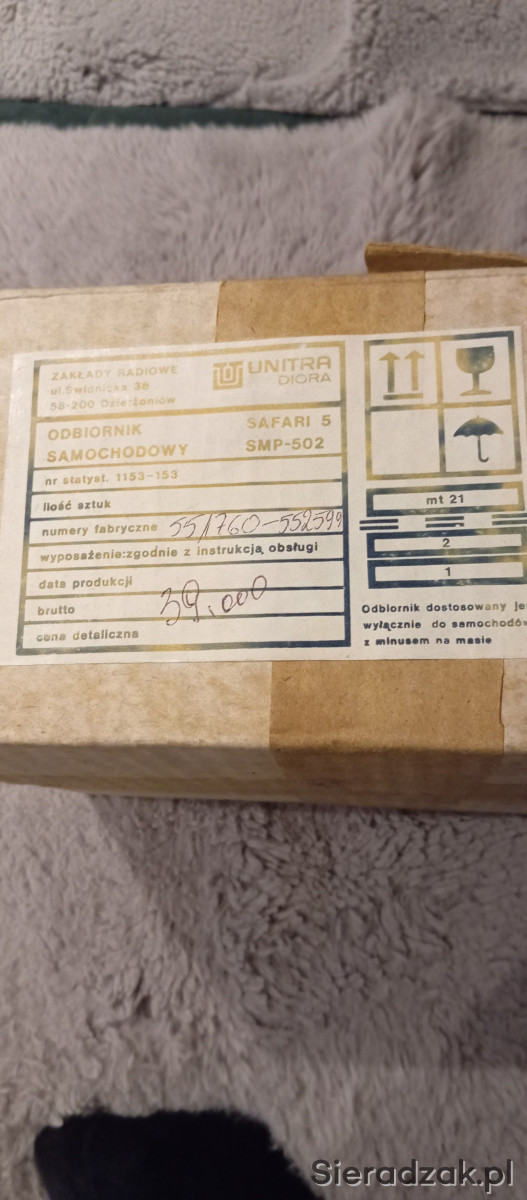 ZAKŁADY RADIOWE
ul. Świdnicka 38
58-200 Dzierżoniów
UNITRA
DIORA
ODBIORNIK SAFARI 5
SAMOCHODOWY SMP-502
nr statyst. 1153-153
ilość sztuk
numery fabryczne 551760-552599
wyposażenie:zgodnie z instrukcją obsługi
data produkcji
brutto 39.000
cena detaliczna
mt 21
2
1
Odbiornik dostosowany je
wyłącznie do samochodów
z minusem na masie
Sieradzak.pl